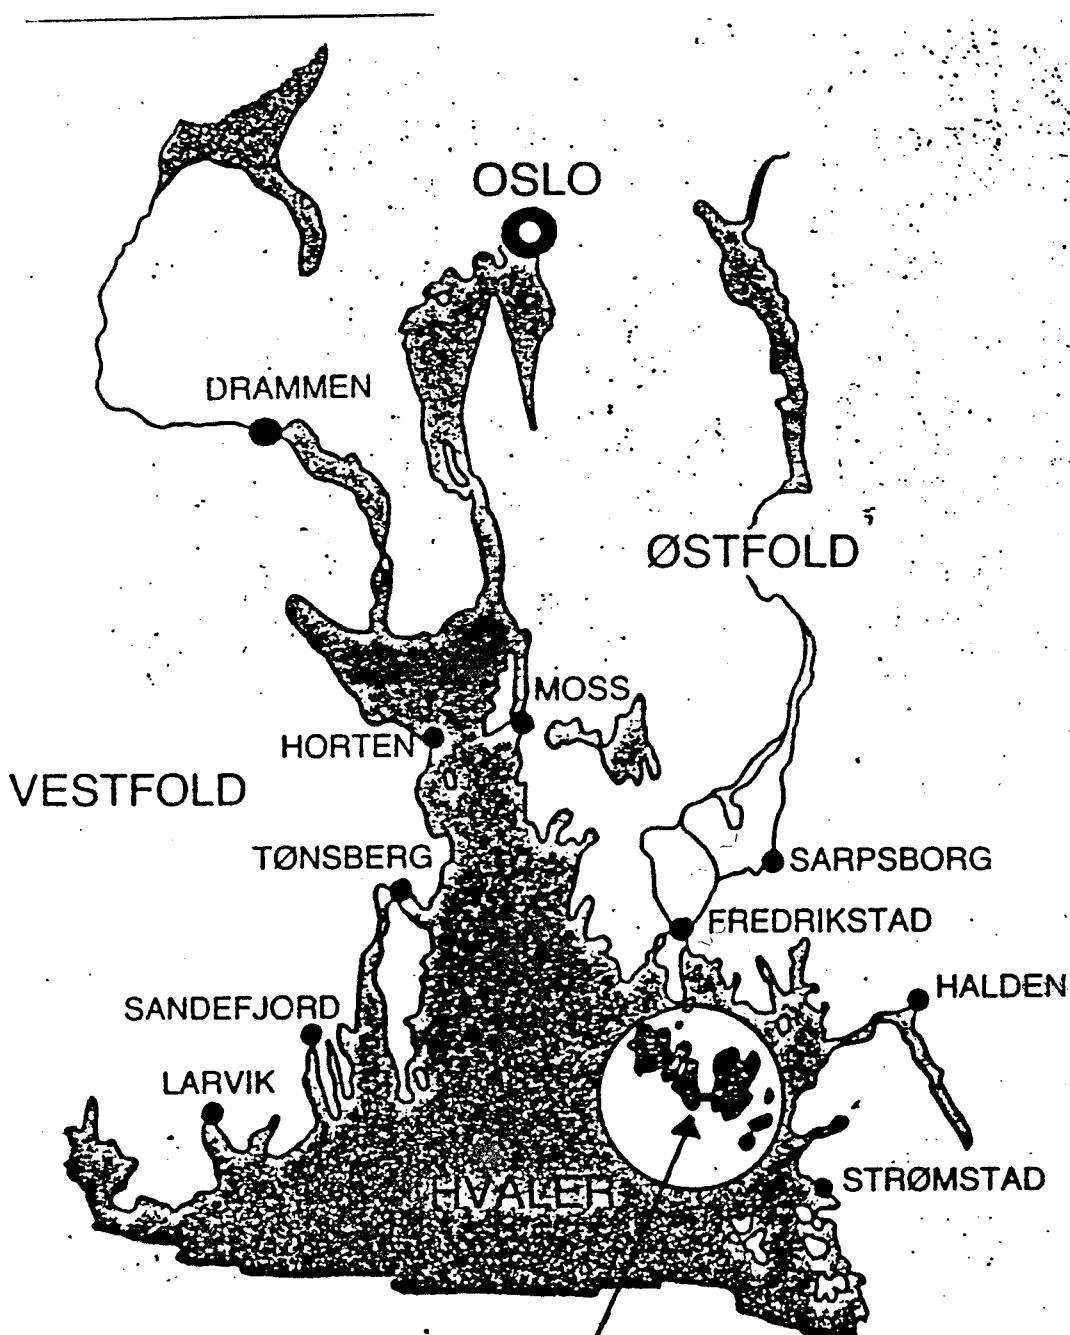 OSLO
DRAMMEN
ØSTFOLD
MOSS
HORTEN
VESTFOLD
TØNSBERG
SARPSBORG
FREDRIKSTAD
HALDEN
SANDEFJORD
LARVIK
HVALER
STRØMSTAD